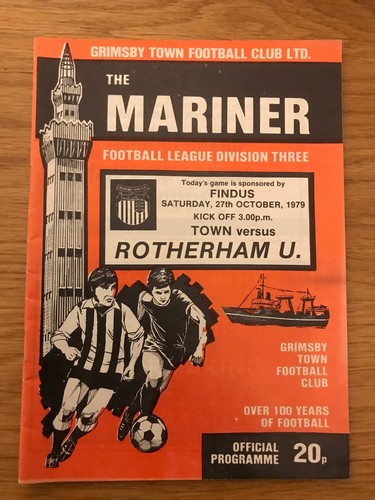 GRIMSBY TOWN FOOTBALL CLUB LTD.
THE
MARINER
FOOTBALL LEAGUE DIVISION THREE
Today's game is sponsored by
FINDUS
SATURDAY, 27th OCTOBER, 1979
KICK OFF 3.00p.m.
TOWN versus
ROTHERHAM U.
GRIMSBY
TOWN
FOOTBALL
CLUB
OVER 100 YEARS
OF FOOTBALL
OFFICIAL
PROGRAMME 20p